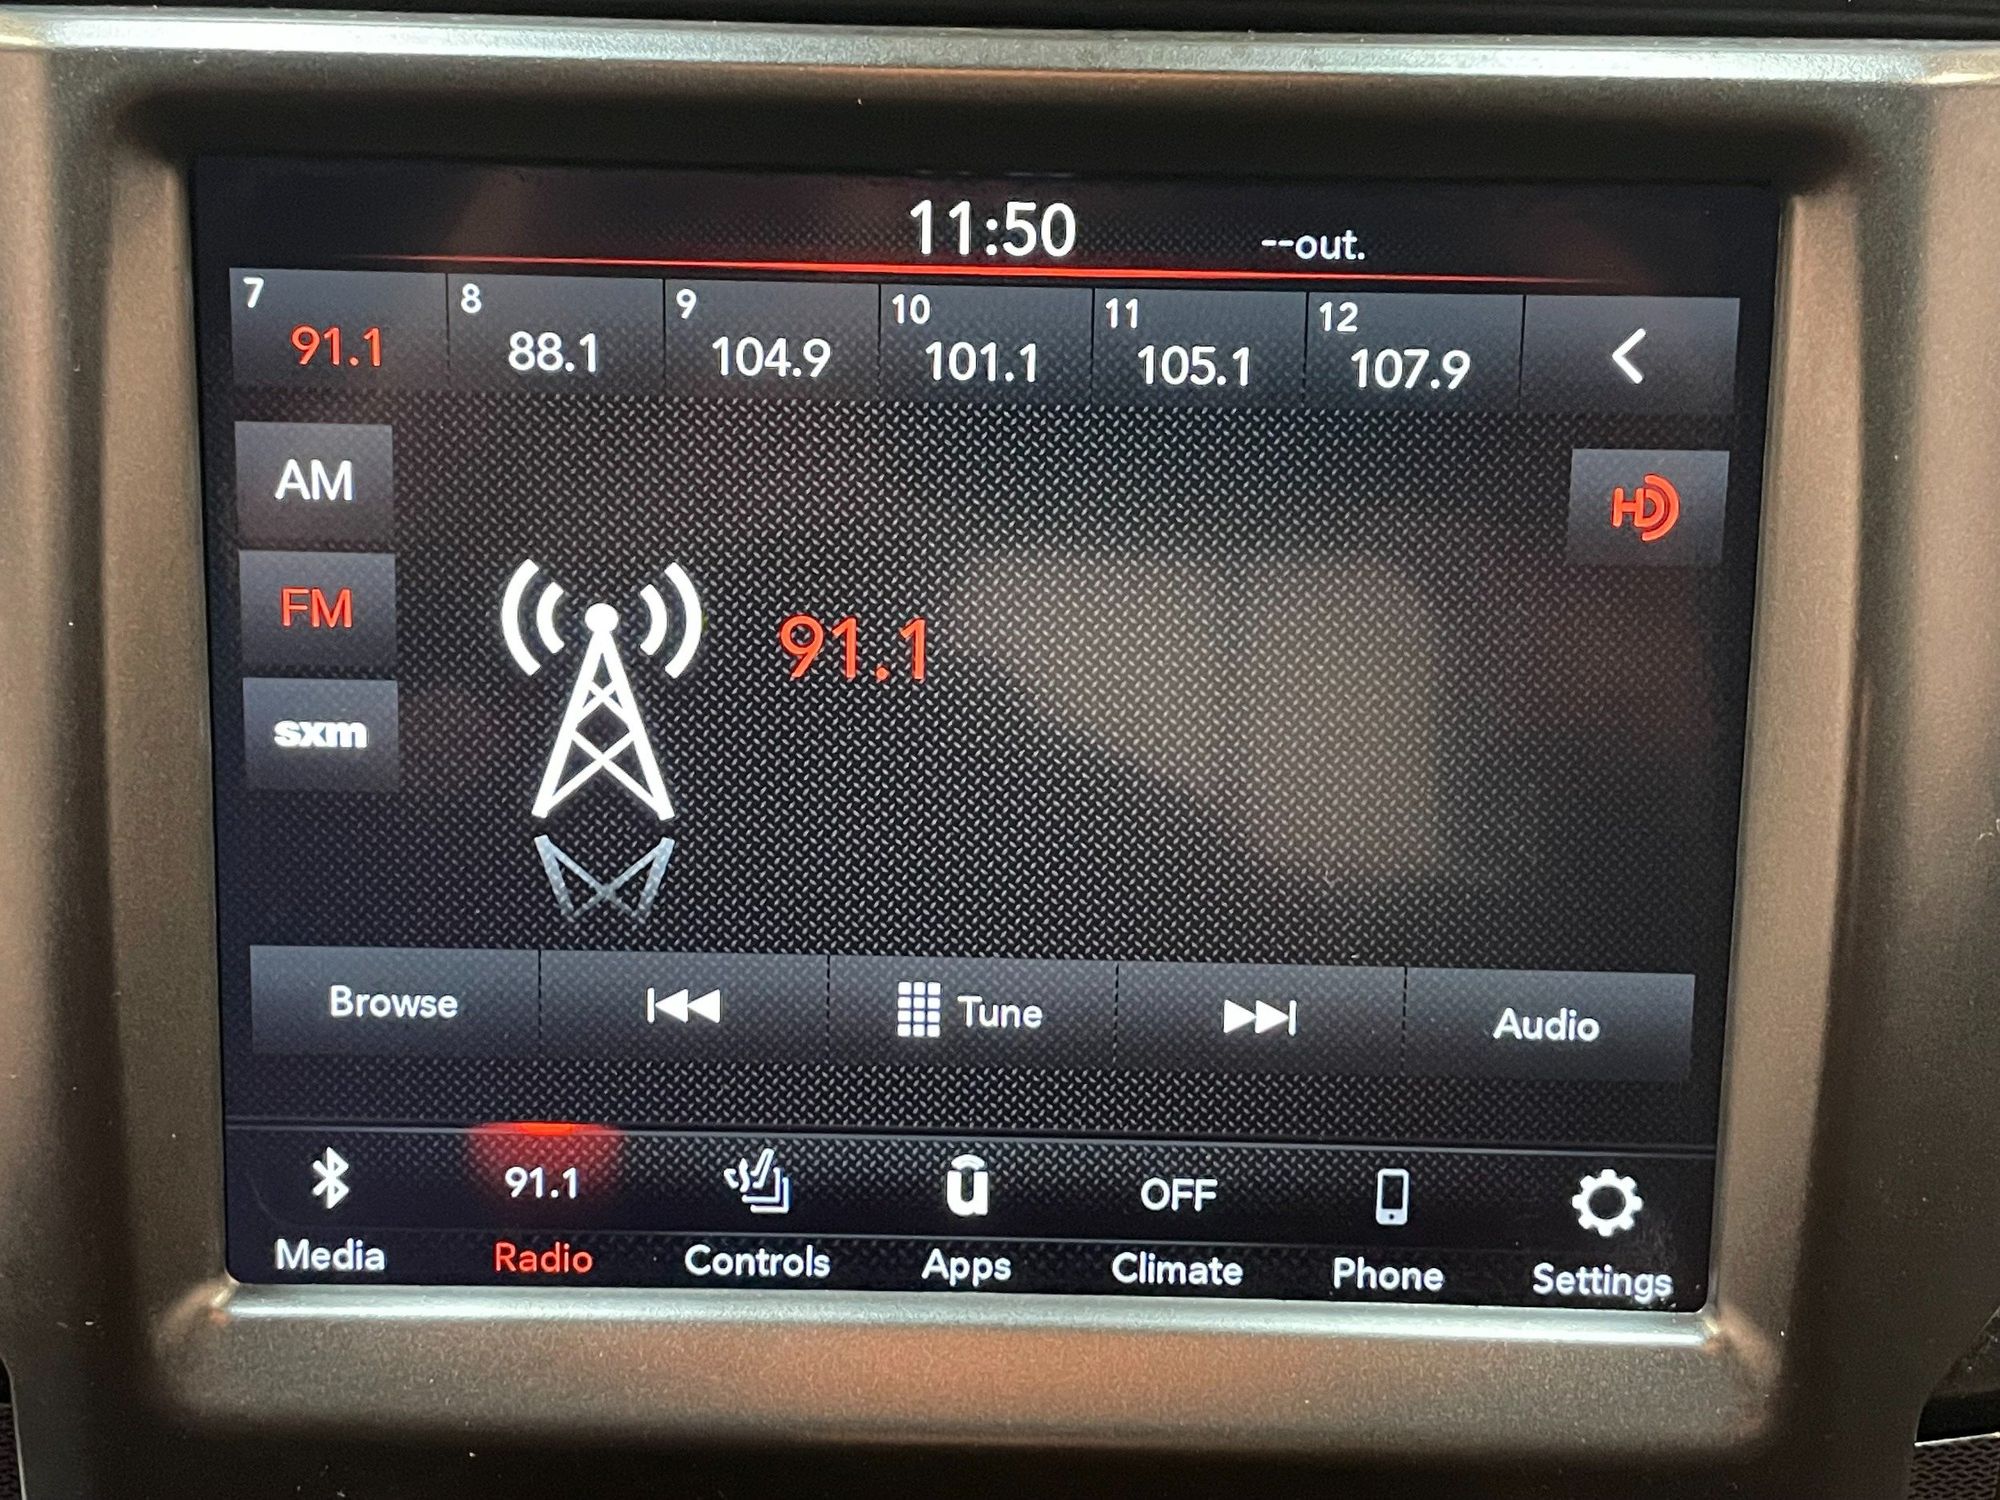 11:50 --out.
7 8 9 10 11 12
91.1 88.1 104.9 101.1 105.1 107.9
AM
HD
FM
91.1
sxm
Browse Tune Audio
91.1 u OFF
Media Radio Controls Apps Climate Phone Settings